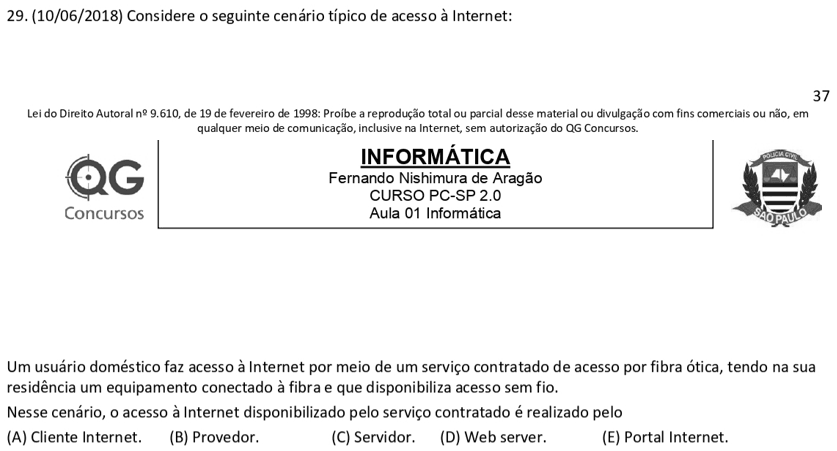 29. (10/06/2018) Considere o seguinte cenário típico de acesso à Internet:
37
Lei do Direito Autoral nº 9.610, de 19 de fevereiro de 1998: Proíbe a reprodução total ou parcial desse material ou divulgação com fins comerciais ou não, em
qualquer meio de comunicação, inclusive na Internet, sem autorização do QG Concursos.
QG
Concursos
INFORMÁTICA
Fernando Nishimura de Aragão
CURSO PC-SP 2.0
Aula 01 Informática
POLICIA CIVIL
SÃO PAULO
Um usuário doméstico faz acesso à Internet por meio de um serviço contratado de acesso por fibra ótica, tendo na sua
residência um equipamento conectado à fibra e que disponibiliza acesso sem fio.
Nesse cenário, o acesso à Internet disponibilizado pelo serviço contratado é realizado pelo
(A) Cliente Internet. (B) Provedor. (C) Servidor. (D) Web server. (E) Portal Internet.